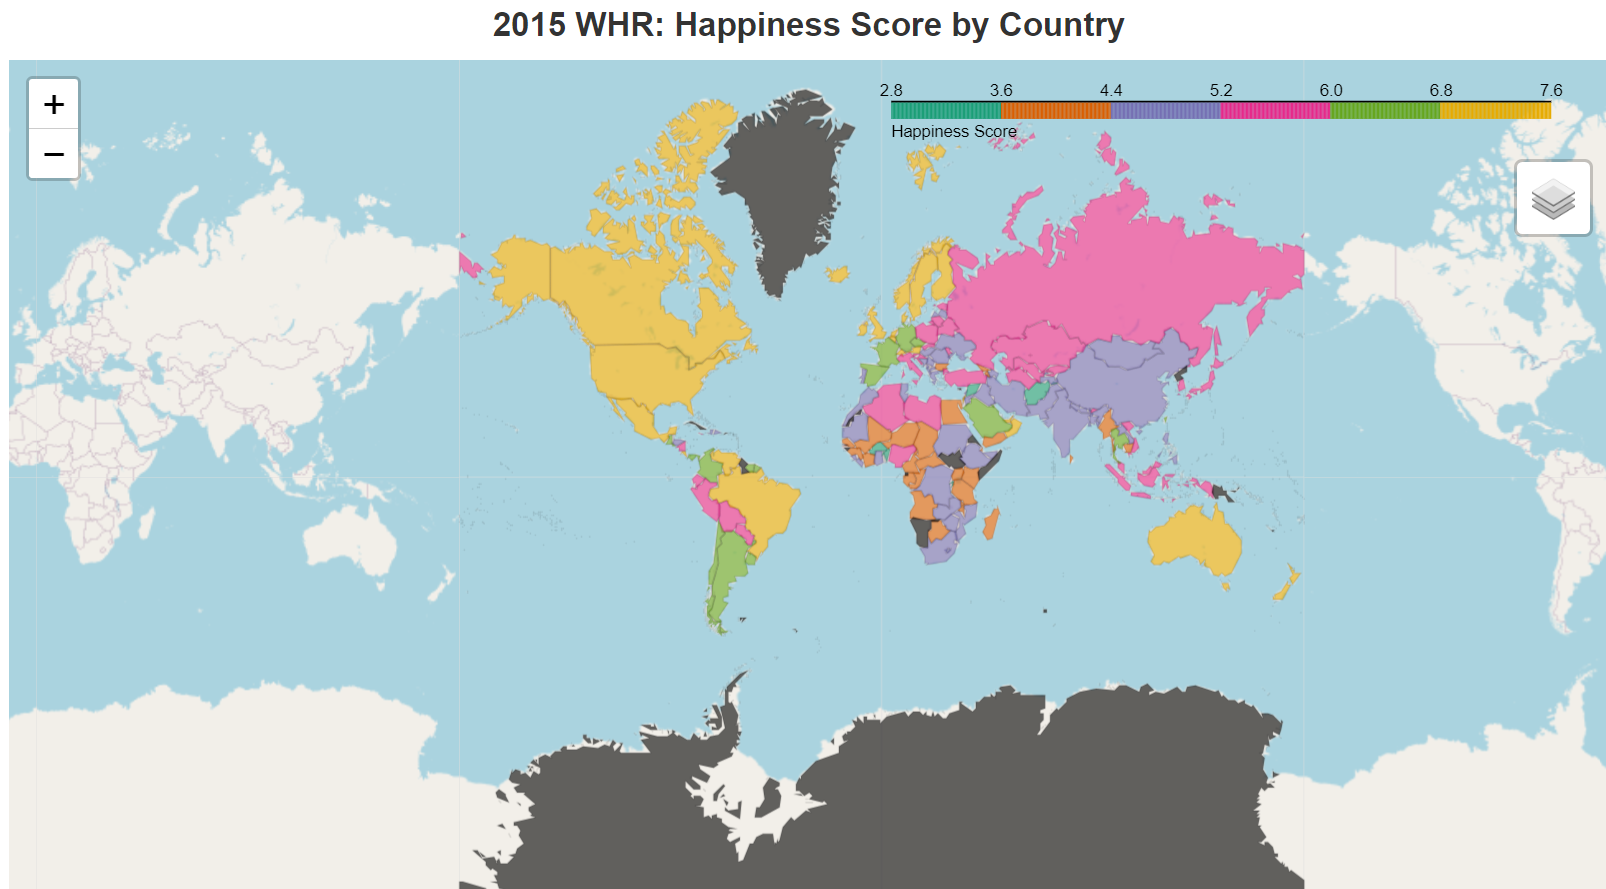 2015 WHR: Happiness Score by Country
+
−
2.8 3.6 4.4 5.2 6.0 6.8 7.6
Happiness Score